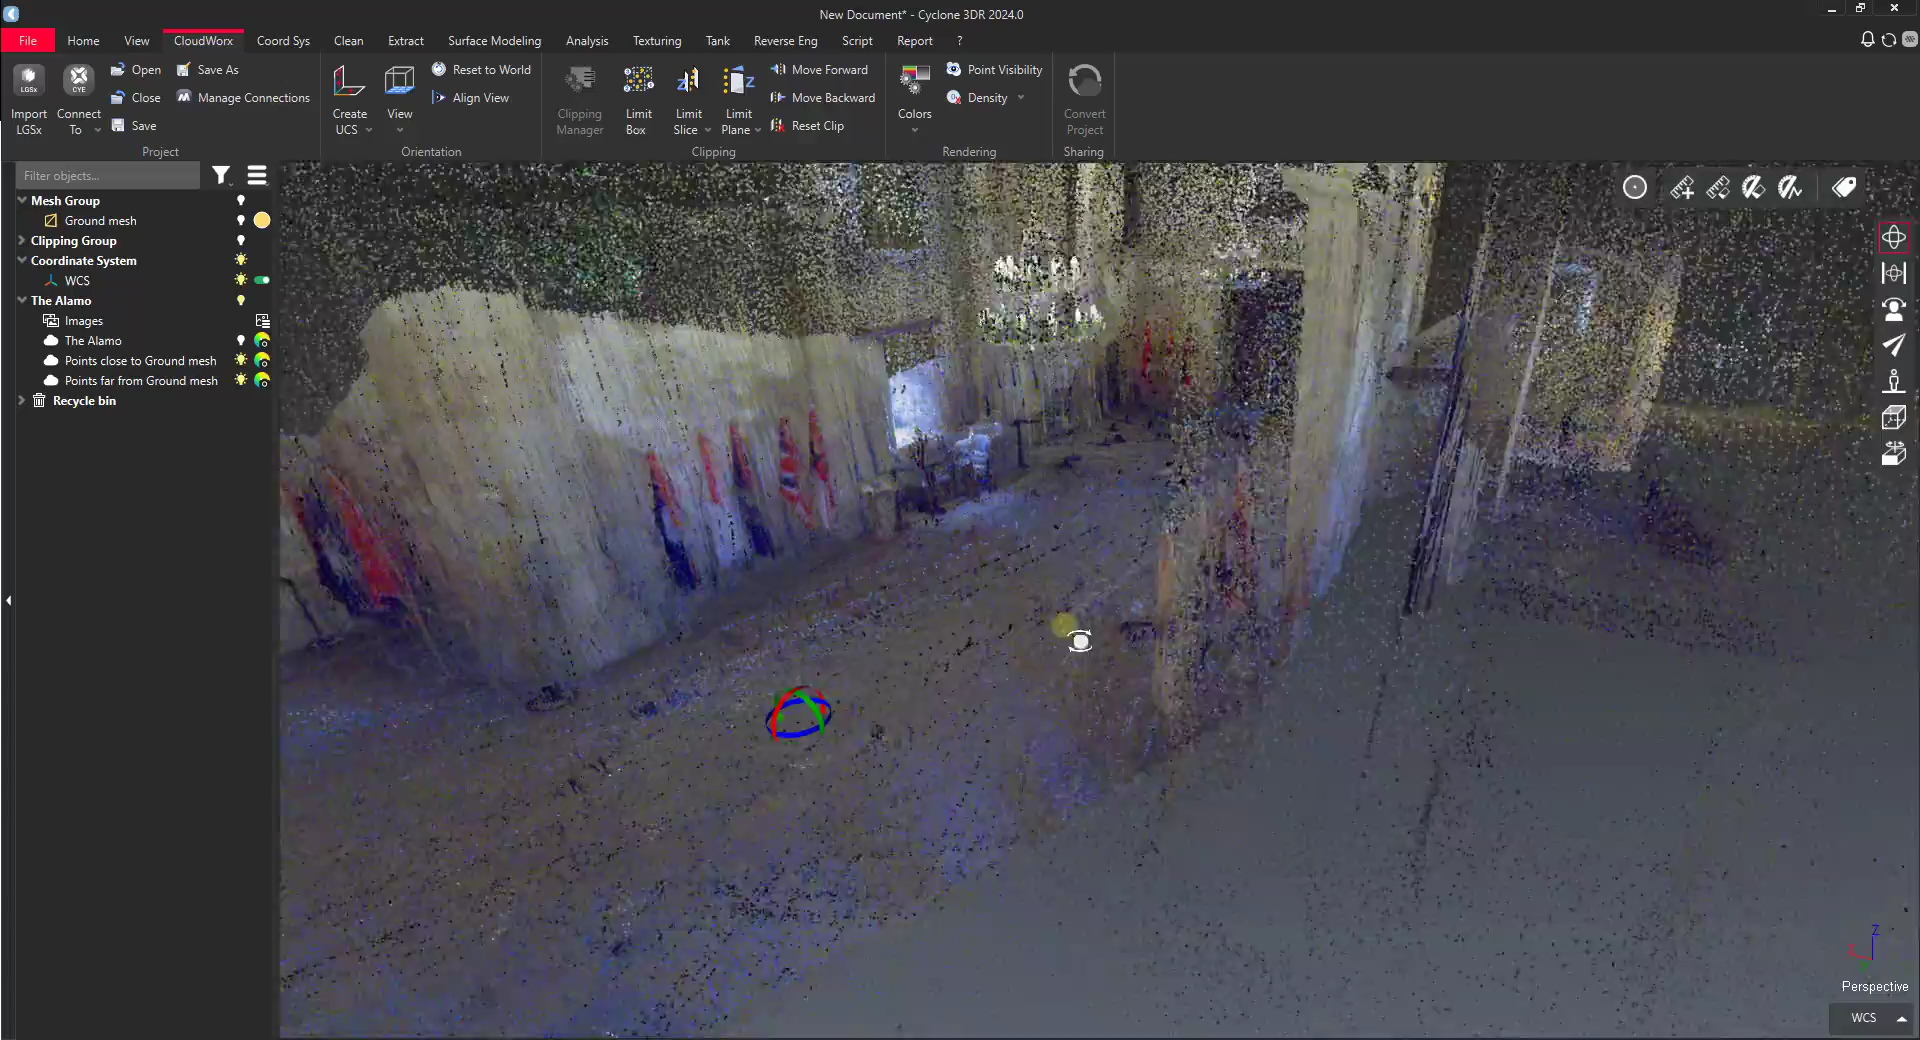 New Document* - Cyclone 3DR 2024.0
File Home View CloudWorx Coord Sys Clean Extract Surface Modeling Analysis Texturing Tank Reverse Eng Script Report ?
LGSx
Import LGSx
CYE
Connect To
Open
Close
Save
Save As
Manage Connections
Project
Create UCS
View
Reset to World
Align View
Orientation
Clipping Manager
Limit Box
Limit Slice
Limit Plane
Move Forward
Move Backward
Reset Clip
Clipping
Colors
Point Visibility
Density
Rendering
Convert Project
Sharing
Filter objects...
Mesh Group
Ground mesh
Clipping Group
Coordinate System
WCS
The Alamo
Images
The Alamo
Points close to Ground mesh
Points far from Ground mesh
Recycle bin
Z
Perspective
WCS